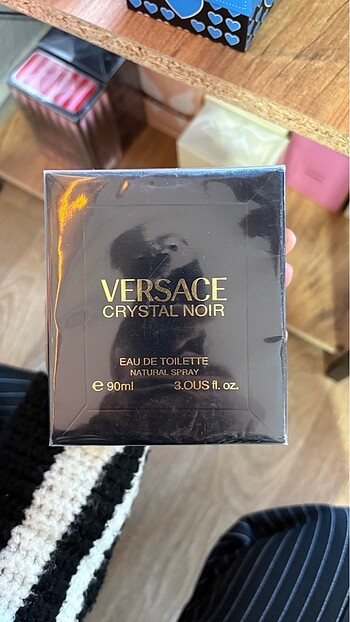 VERSACE
CRYSTAL NOIR
EAU DE TOILETTE
NATURAL SPRAY
℮ 90ml 3.0US fl. oz.